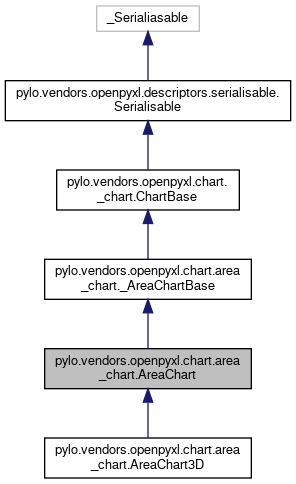 _Serialiasable
pylo.vendors.openpyxl.descriptors.serialisable.
Serialisable
pylo.vendors.openpyxl.chart.
_chart.ChartBase
pylo.vendors.openpyxl.chart.area
_chart._AreaChartBase
pylo.vendors.openpyxl.chart.area
_chart.AreaChart
pylo.vendors.openpyxl.chart.area
_chart.AreaChart3D